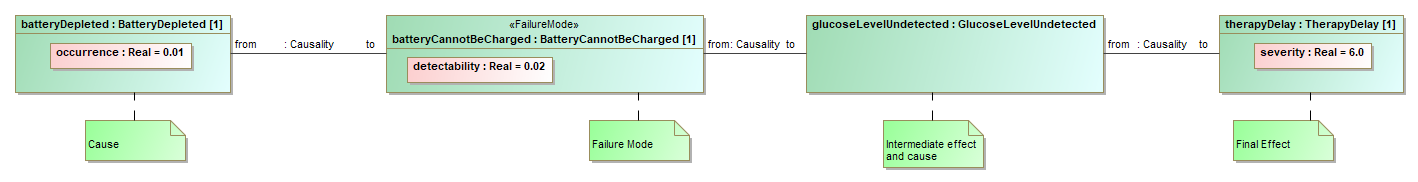 batteryDepleted : BatteryDepleted [1]
occurrence : Real = 0.01
from : Causality to
«FailureMode»
batteryCannotBeCharged : BatteryCannotBeCharged [1]
detectability : Real = 0.02
from : Causality to
glucoseLevelUndetected : GlucoseLevelUndetected
from : Causality to
therapyDelay : TherapyDelay [1]
severity : Real = 6.0
Cause
Failure Mode
Intermediate effect
and cause
Final Effect